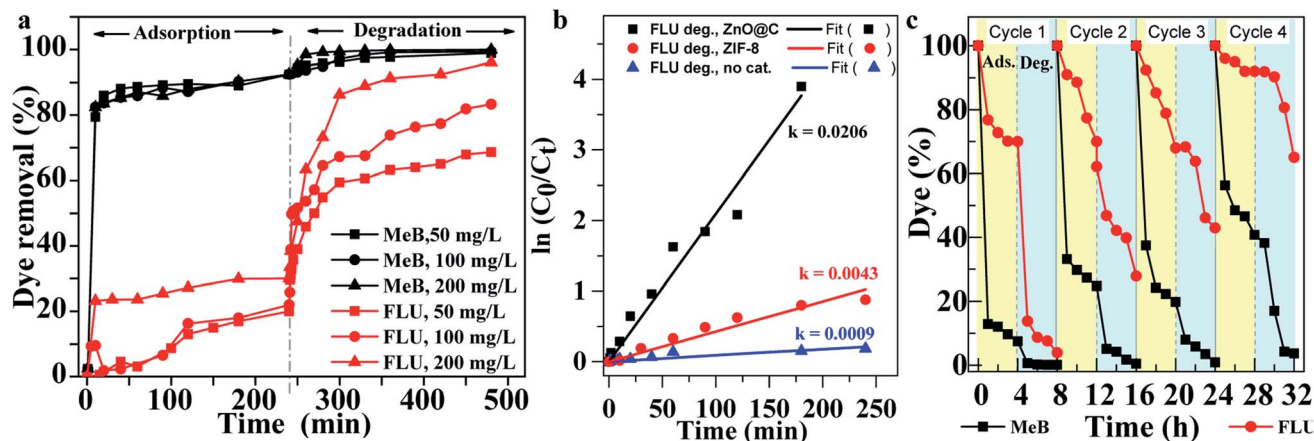 a
Adsorption
Degradation
Dye removal (%)
100
80
60
40
20
0
MeB,50 mg/L
MeB, 100 mg/L
MeB, 200 mg/L
FLU, 50 mg/L
FLU, 100 mg/L
FLU, 200 mg/L
0
100
200
300
400
500
Time (min)
b
FLU deg., ZnO@C
Fit ( )
FLU deg., ZIF-8
Fit ( )
FLU deg., no cat.
Fit ( )
ln (C0/Ct)
5
4
3
2
1
0
k = 0.0206
k = 0.0043
k = 0.0009
0
50
100
150
200
250
Time (min)
c
Cycle 1
Cycle 2
Cycle 3
Cycle 4
Ads.
Deg.
Dye (%)
100
80
60
40
20
0
0
4
8
12
16
20
24
28
32
Time (h)
MeB
FLU